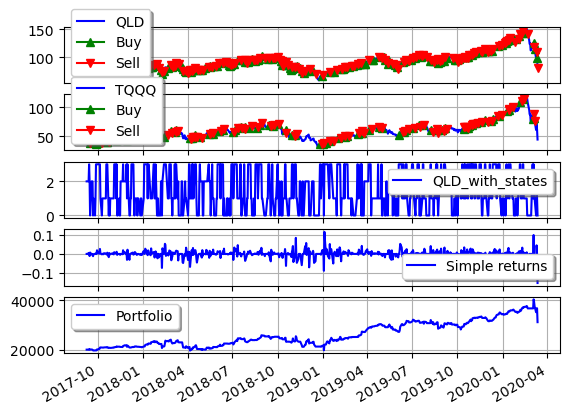 150
100
QLD
Buy
Sell
100
50
TQQQ
Buy
Sell
2
0
QLD_with_states
0.1
0.0
−0.1
Simple returns
40000
20000
Portfolio
2017-10 2018-01 2018-04 2018-07 2018-10 2019-01 2019-04 2019-07 2019-10 2020-01 2020-04